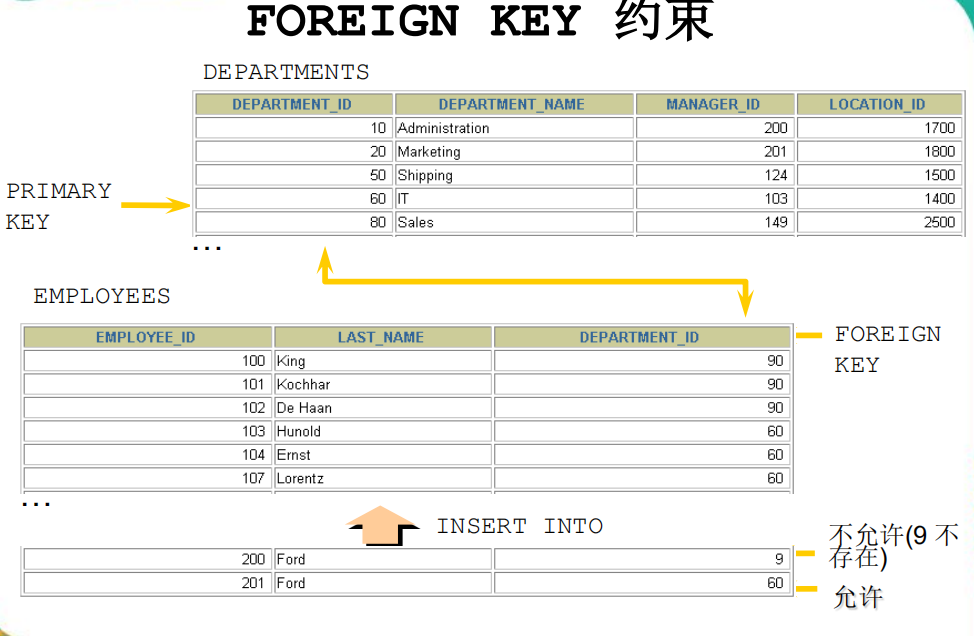 FOREIGN KEY 约束
DEPARTMENTS
DEPARTMENT_ID DEPARTMENT_NAME MANAGER_ID LOCATION_ID
10 Administration 200 1700
20 Marketing 201 1800
50 Shipping 124 1500
60 IT 103 1400
80 Sales 149 2500
PRIMARY
KEY
...
EMPLOYEES
EMPLOYEE_ID LAST_NAME DEPARTMENT_ID
100 King 90
101 Kochhar 90
102 De Haan 90
103 Hunold 60
104 Ernst 60
107 Lorentz 60
FOREIGN
KEY
...
INSERT INTO
200 Ford 9
201 Ford 60
不允许(9 不
存在)
允许